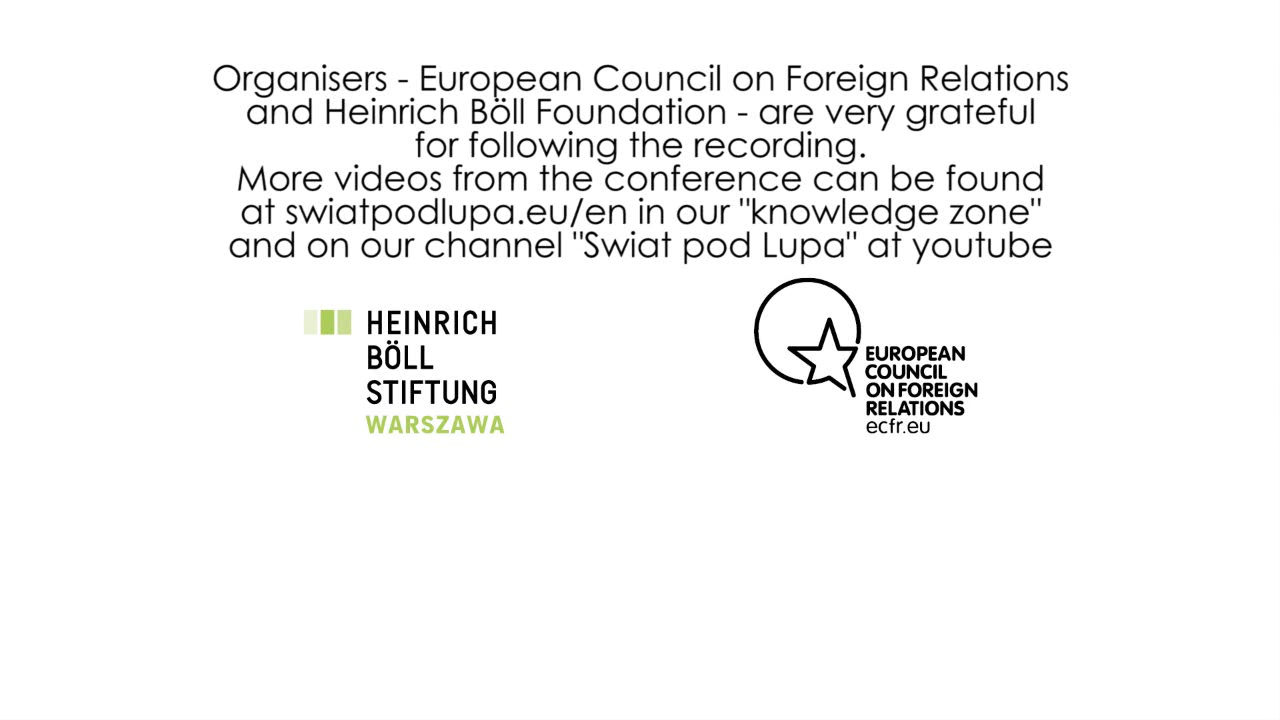 Organisers - European Council on Foreign Relations
and Heinrich Böll Foundation - are very grateful
for following the recording.
More videos from the conference can be found
at swiatpodlupa.eu/en in our "knowledge zone"
and on our channel "Swiat pod Lupa" at youtube
HEINRICH
BÖLL
STIFTUNG
WARSZAWA
EUROPEAN
COUNCIL
ON FOREIGN
RELATIONS
ecfr.eu